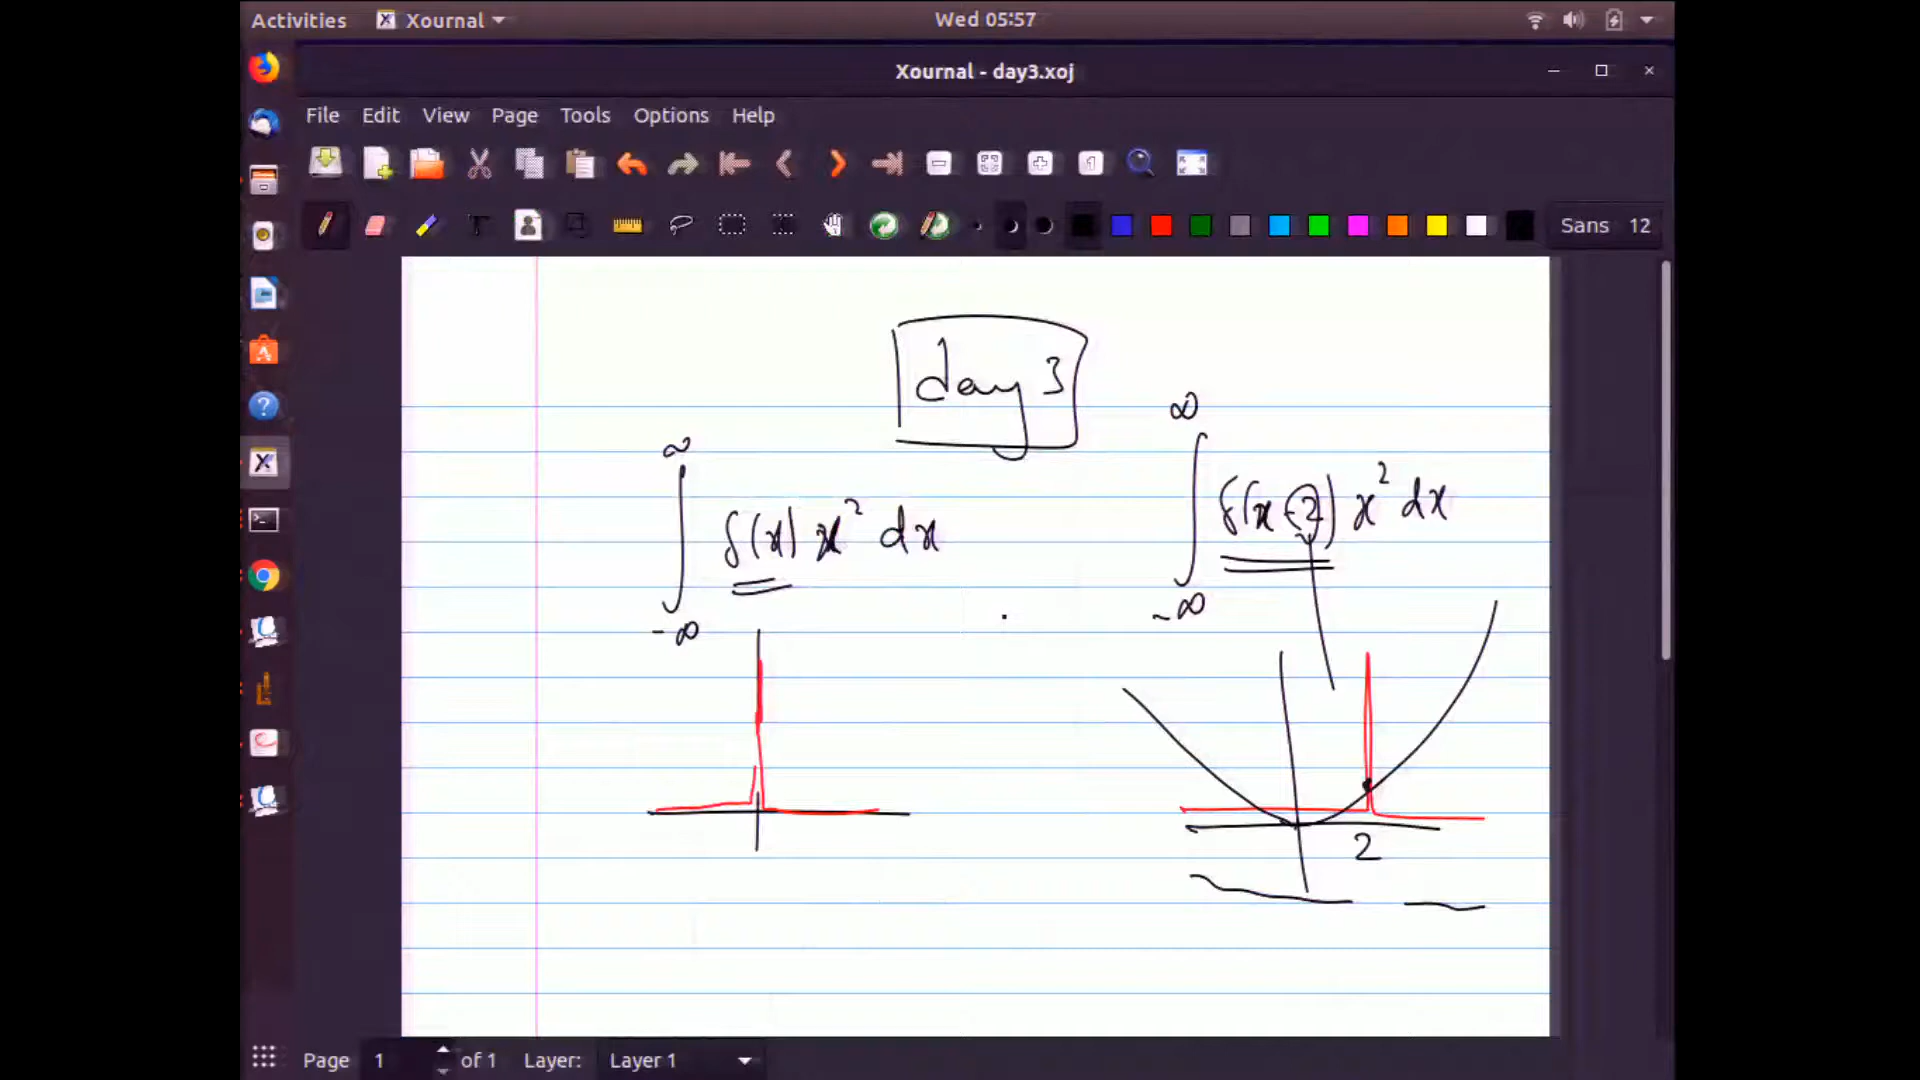 Activities Xournal Wed 05:57
Xournal - day3.xoj
File Edit View Page Tools Options Help
Sans 12
day 3
∫_{-∞}^{∞} δ(x) x² dx
∫_{-∞}^{∞} δ(x-2) x² dx
2
Page 1 of 1 Layer: Layer 1